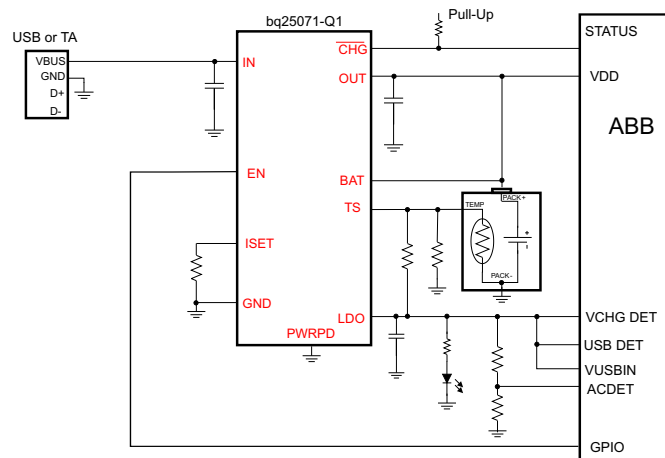 bq25071-Q1
Pull-Up
USB or TA
VBUS
GND
D+
D-
IN
EN
ISET
GND
PWRPD
CHG
OUT
BAT
TS
LDO
TEMP
PACK+
+
-
PACK-
STATUS
VDD
ABB
VCHG DET
USB DET
VUSBIN
ACDET
GPIO